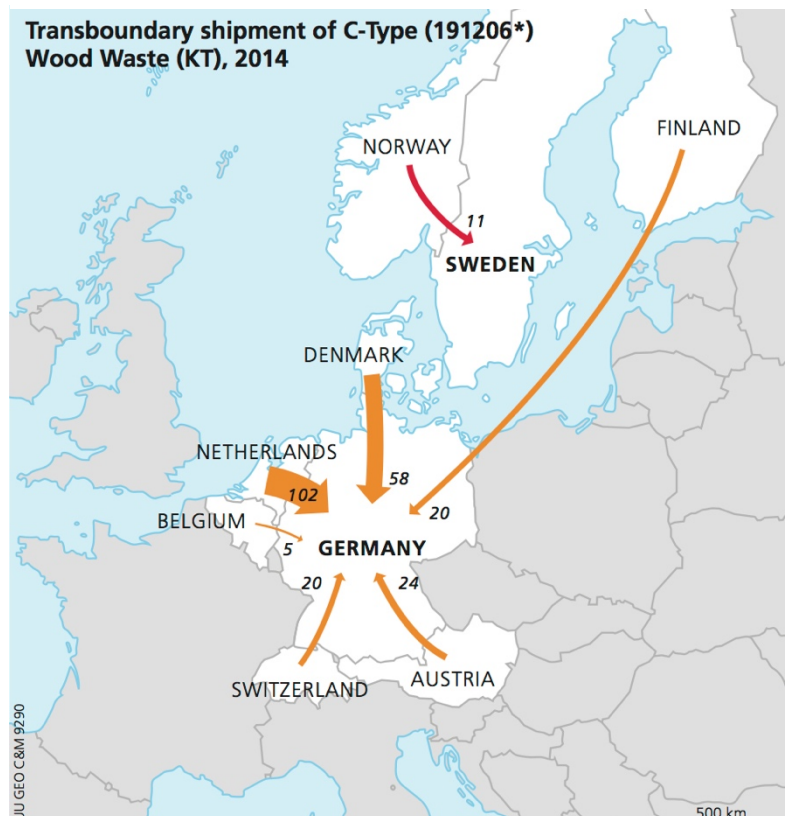 Transboundary shipment of C-Type (191206*)
Wood Waste (KT), 2014
FINLAND
NORWAY
11
SWEDEN
DENMARK
NETHERLANDS
58
102
20
BELGIUM
5
GERMANY
20
24
SWITZERLAND
AUSTRIA
UU GEO C&M 9290
500 km